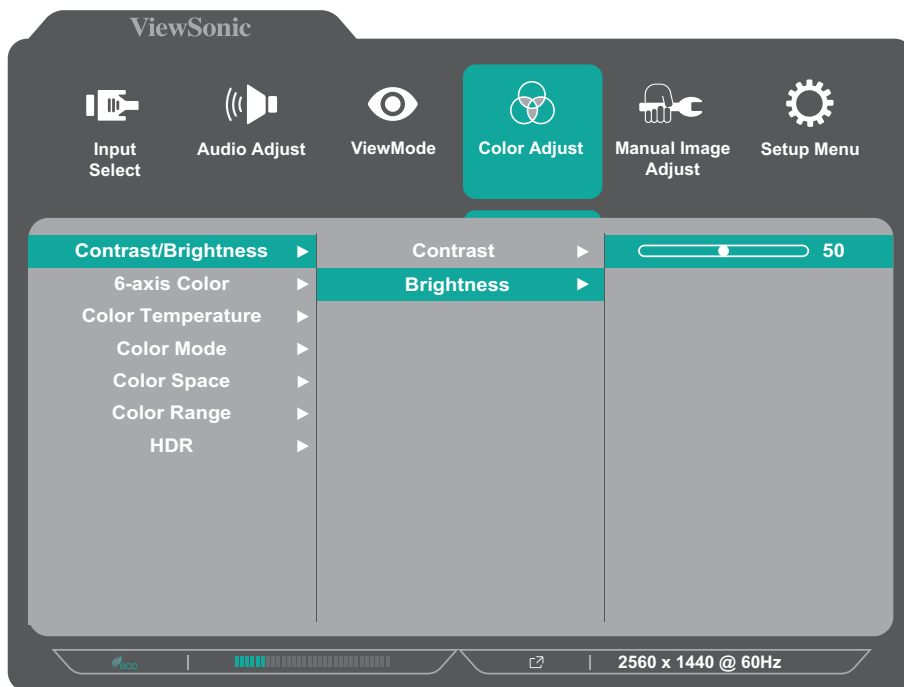 ViewSonic
Input Select
Audio Adjust
ViewMode
Color Adjust
Manual Image Adjust
Setup Menu
Contrast/Brightness
6-axis Color
Color Temperature
Color Mode
Color Space
Color Range
HDR
Contrast
Brightness
50
eco
2560 x 1440 @ 60Hz